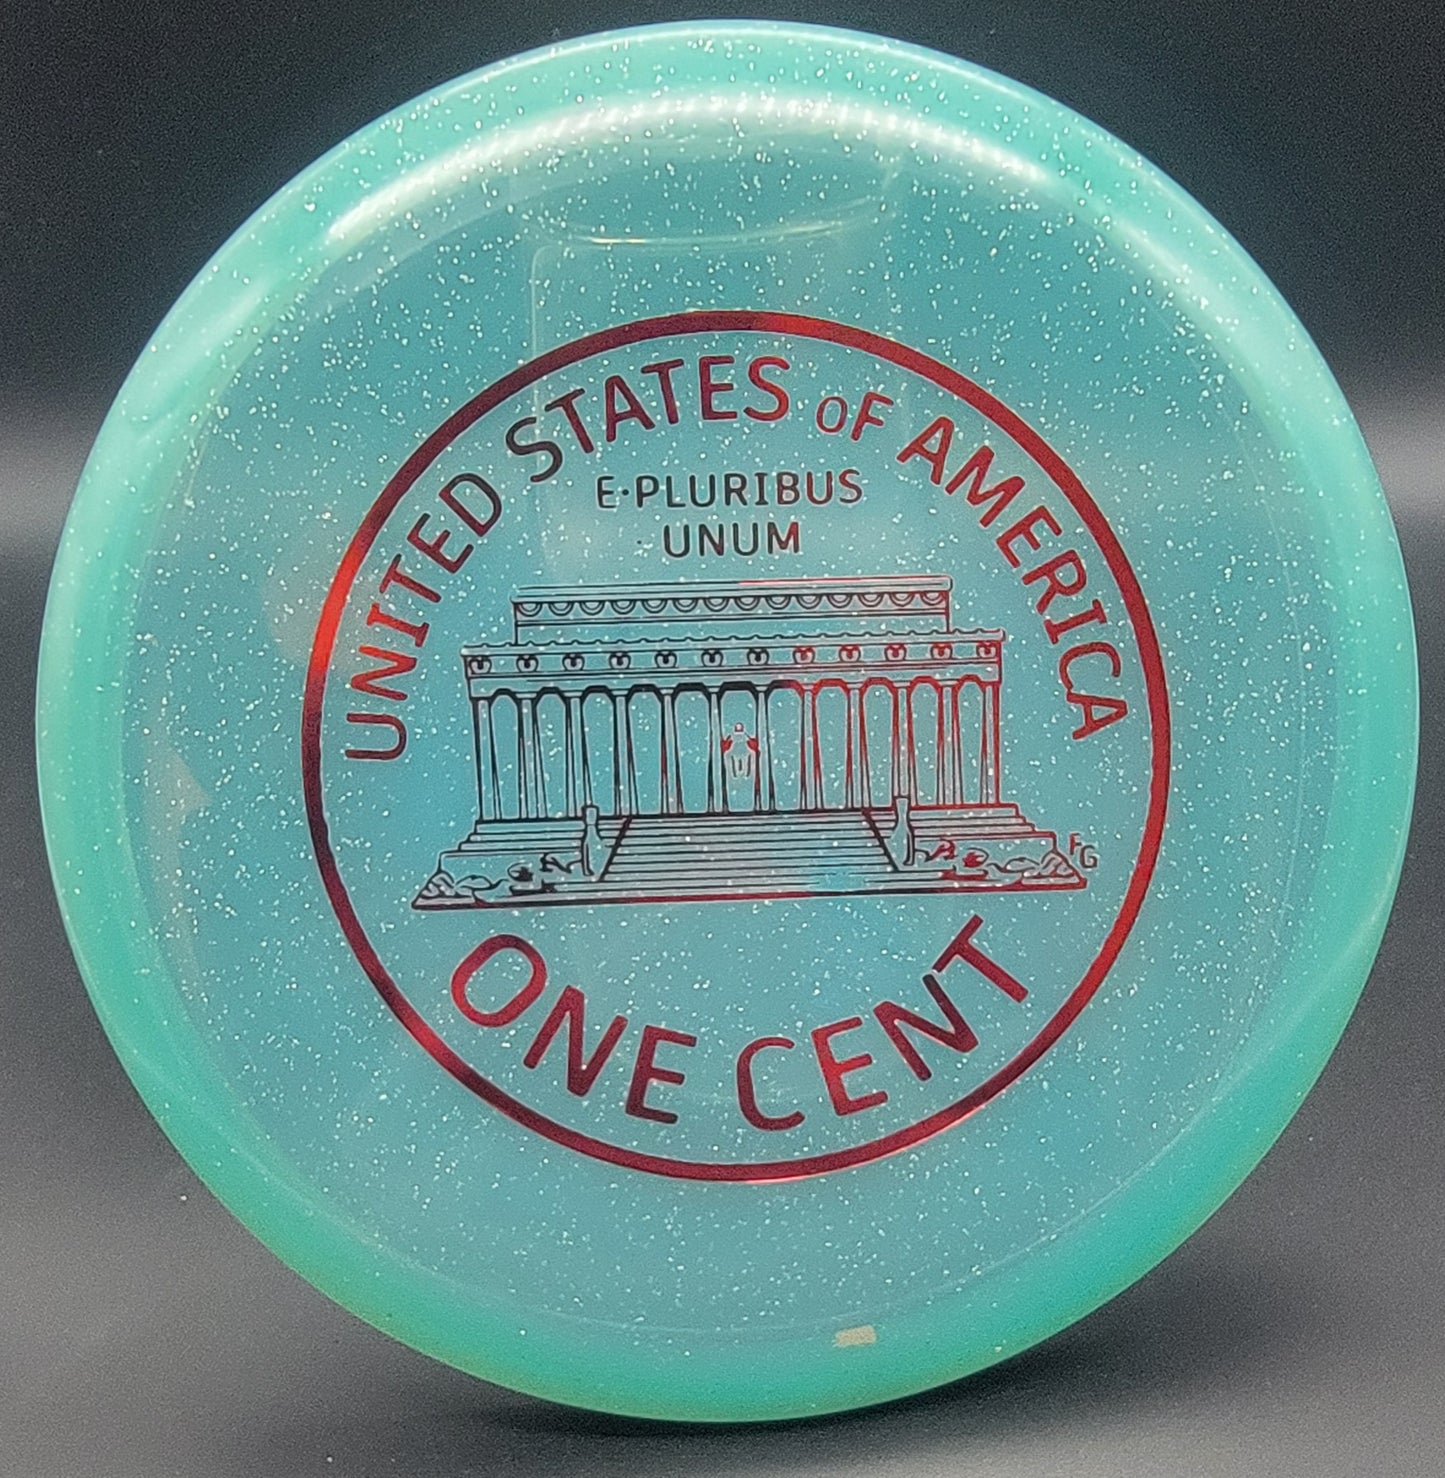 UNITED STATES OF AMERICA
E·PLURIBUS
UNUM
FG
ONE CENT